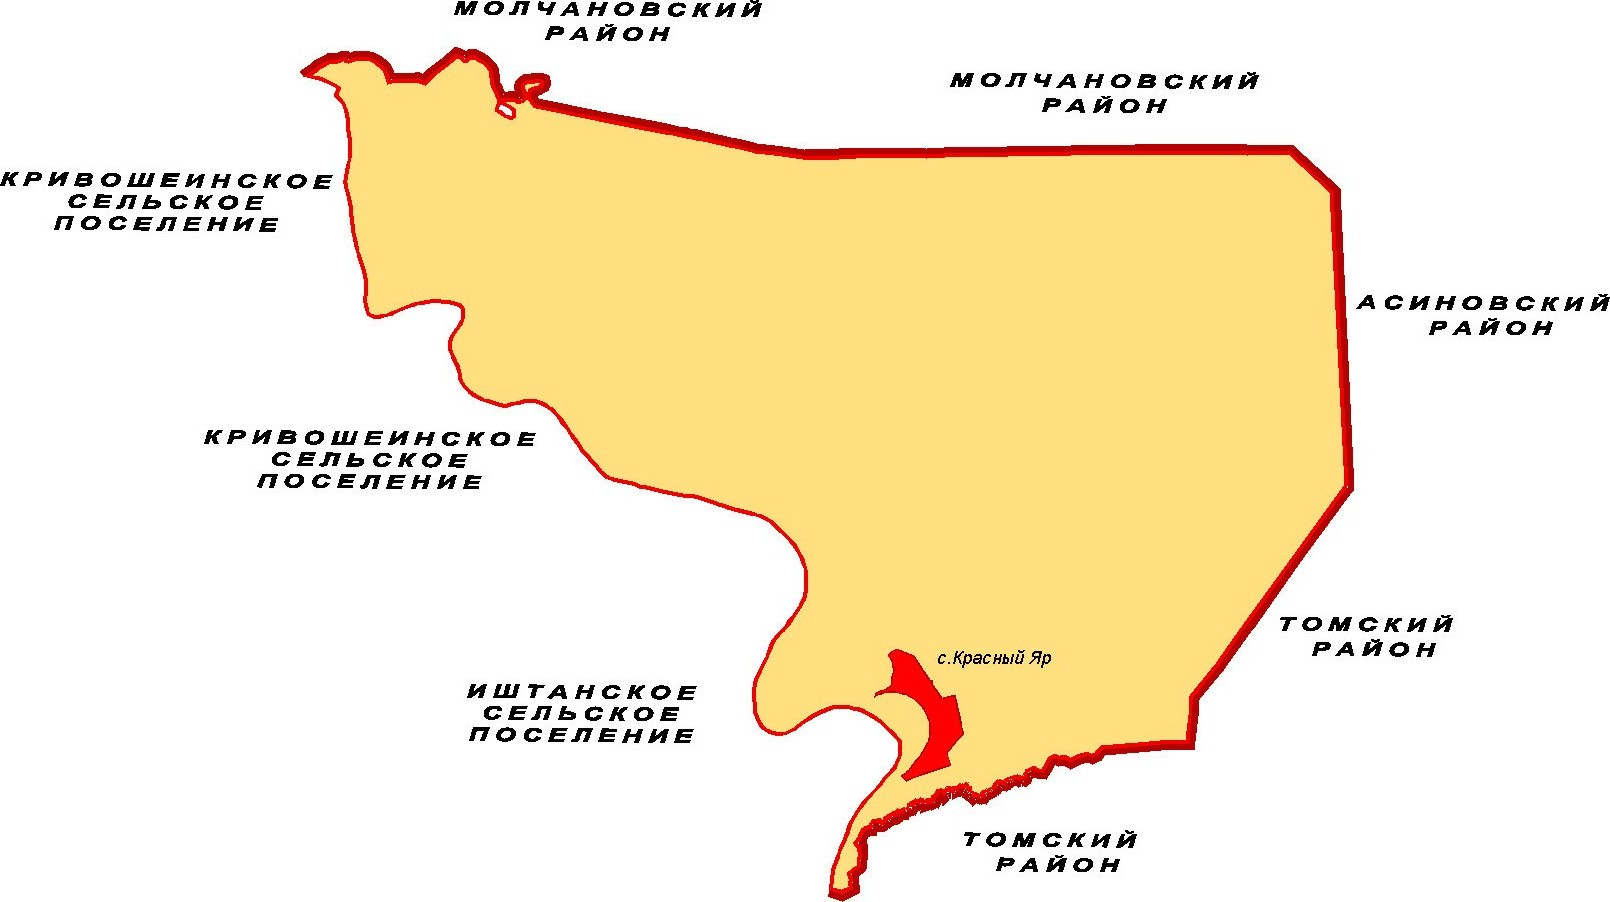 МОЛЧАНОВСКИЙ
РАЙОН
МОЛЧАНОВСКИЙ
РАЙОН
КРИВОШЕИНСКОЕ
СЕЛЬСКОЕ
ПОСЕЛЕНИЕ
АСИНОВСКИЙ
РАЙОН
КРИВОШЕИНСКОЕ
СЕЛЬСКОЕ
ПОСЕЛЕНИЕ
ТОМСКИЙ
РАЙОН
с.Красный Яр
ИШТАНСКОЕ
СЕЛЬСКОЕ
ПОСЕЛЕНИЕ
ТОМСКИЙ
РАЙОН